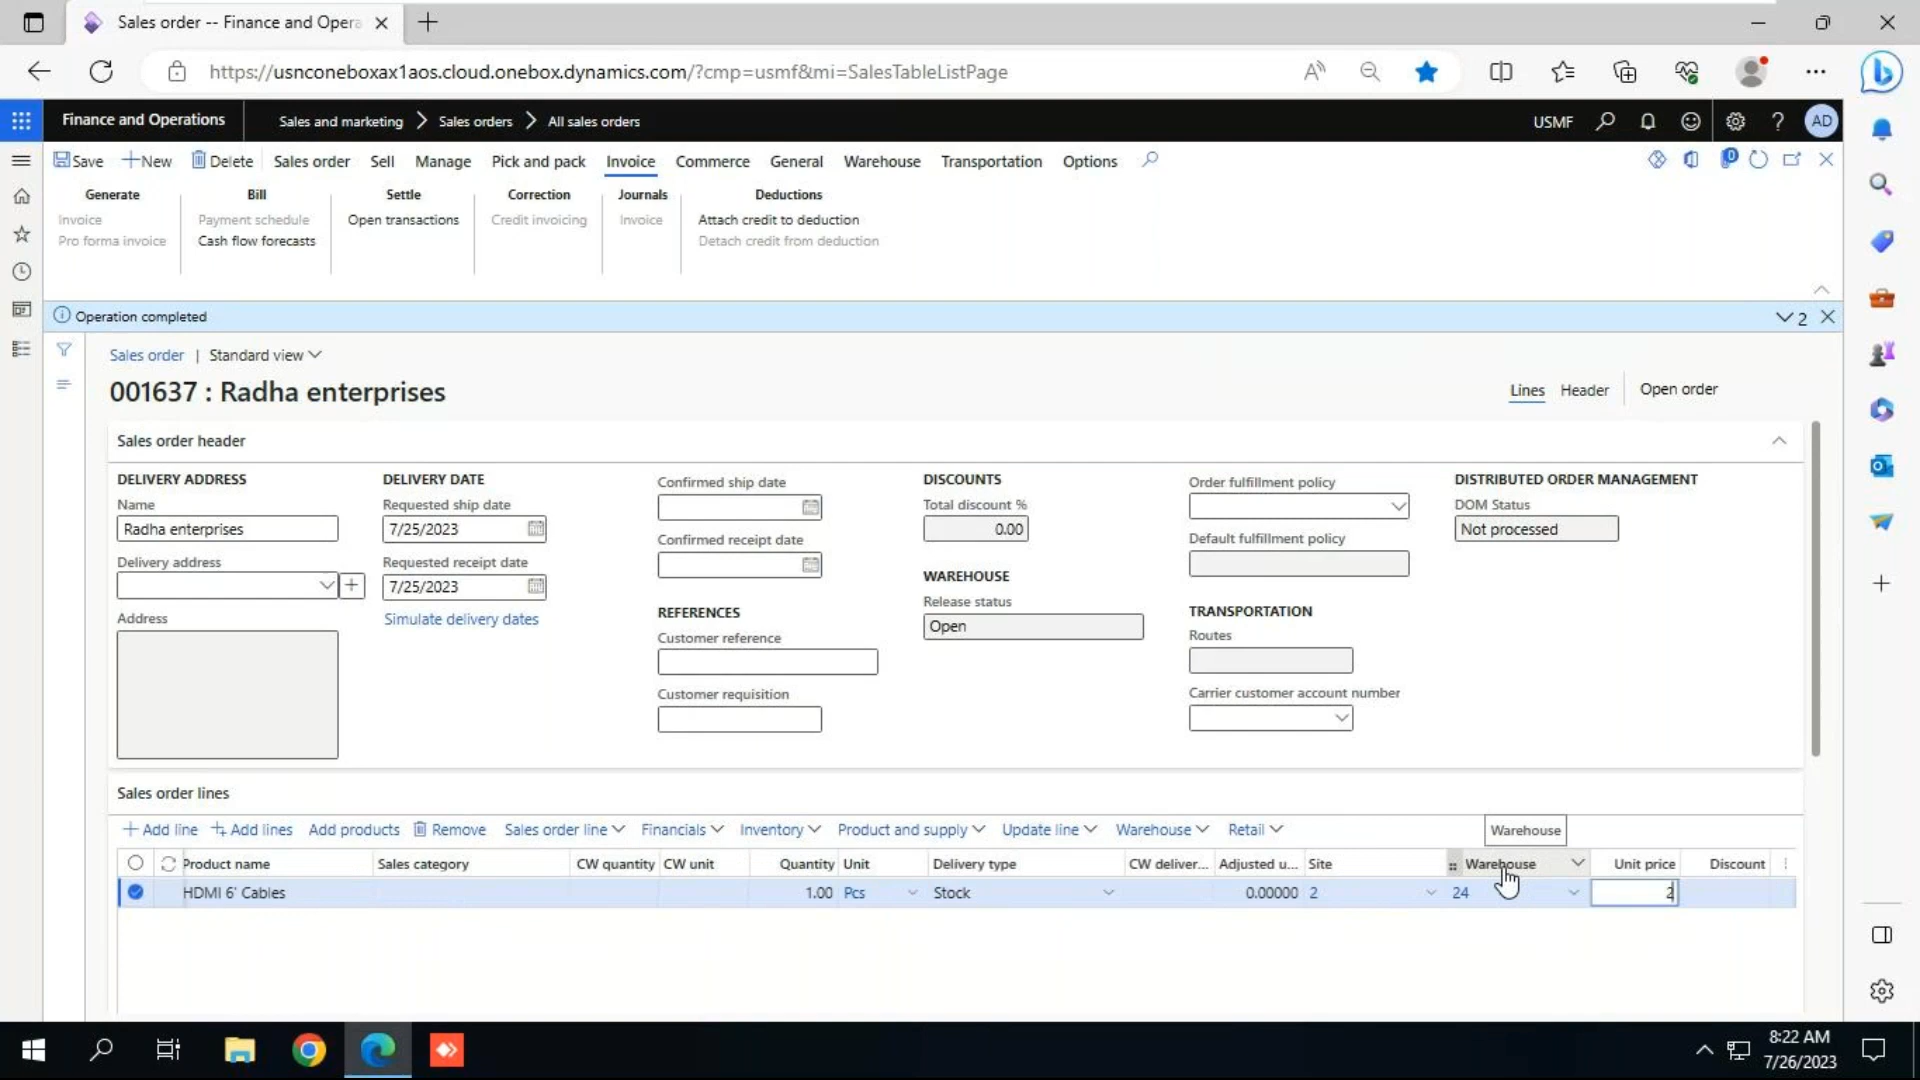 Sales order -- Finance and Opera
https://usnconeboxax1aos.cloud.onebox.dynamics.com/?cmp=usmf&mi=SalesTableListPage
Finance and Operations
Sales and marketing
Sales orders
All sales orders
USMF
AD
Save
New
Delete
Sales order
Sell
Manage
Pick and pack
Invoice
Commerce
General
Warehouse
Transportation
Options
0
Generate
Invoice
Pro forma invoice
Bill
Payment schedule
Cash flow forecasts
Settle
Open transactions
Correction
Credit invoicing
Journals
Invoice
Deductions
Attach credit to deduction
Detach credit from deduction
Operation completed
2
Sales order | Standard view
001637 : Radha enterprises
Lines
Header
Open order
Sales order header
DELIVERY ADDRESS
Name
Radha enterprises
Delivery address
Address
DELIVERY DATE
Requested ship date
7/25/2023
Requested receipt date
7/25/2023
Simulate delivery dates
Confirmed ship date
Confirmed receipt date
REFERENCES
Customer reference
Customer requisition
DISCOUNTS
Total discount %
0.00
WAREHOUSE
Release status
Open
Order fulfillment policy
Default fulfillment policy
TRANSPORTATION
Routes
Carrier customer account number
DISTRIBUTED ORDER MANAGEMENT
DOM Status
Not processed
Sales order lines
Add line
Add lines
Add products
Remove
Sales order line
Financials
Inventory
Product and supply
Update line
Warehouse
Retail
Warehouse
Product name
Sales category
CW quantity
CW unit
Quantity
Unit
Delivery type
CW deliver...
Adjusted u...
Site
Warehouse
Unit price
Discount
HDMI 6' Cables
1.00
Pcs
Stock
0.00000
2
24
2
8:22 AM
7/26/2023